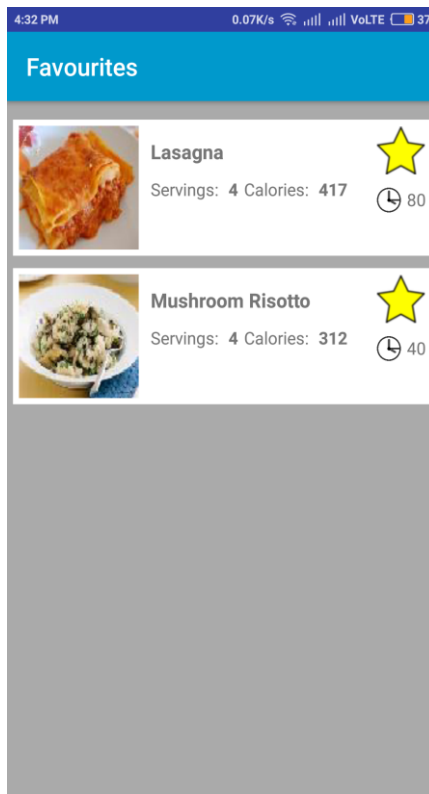 4:32 PM 0.07K/s VoLTE 37
Favourites
Lasagna
Servings: 4 Calories: 417
80
Mushroom Risotto
Servings: 4 Calories: 312
40